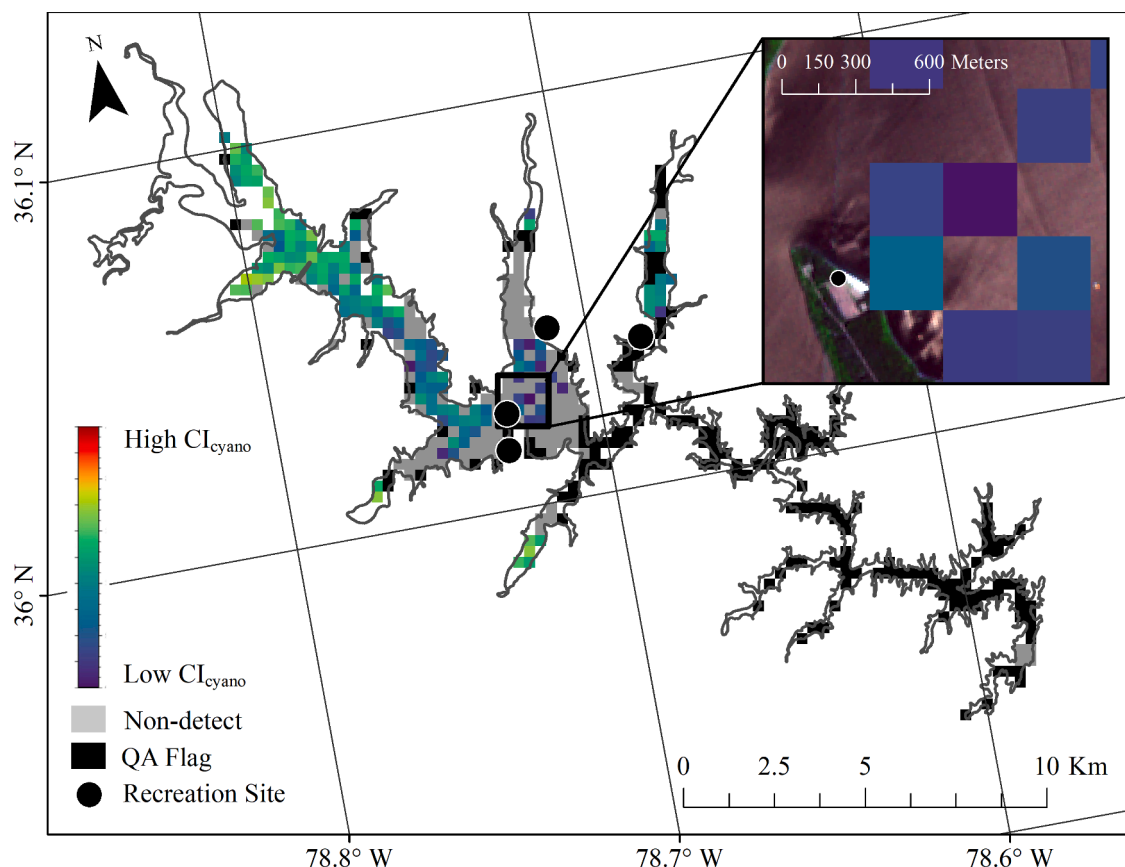 N
0 150 300 600 Meters
36.1° N
High CIcyano
36° N
Low CIcyano
Non-detect
QA Flag
Recreation Site
0 2.5 5 10 Km
78.8° W 78.7° W 78.6° W